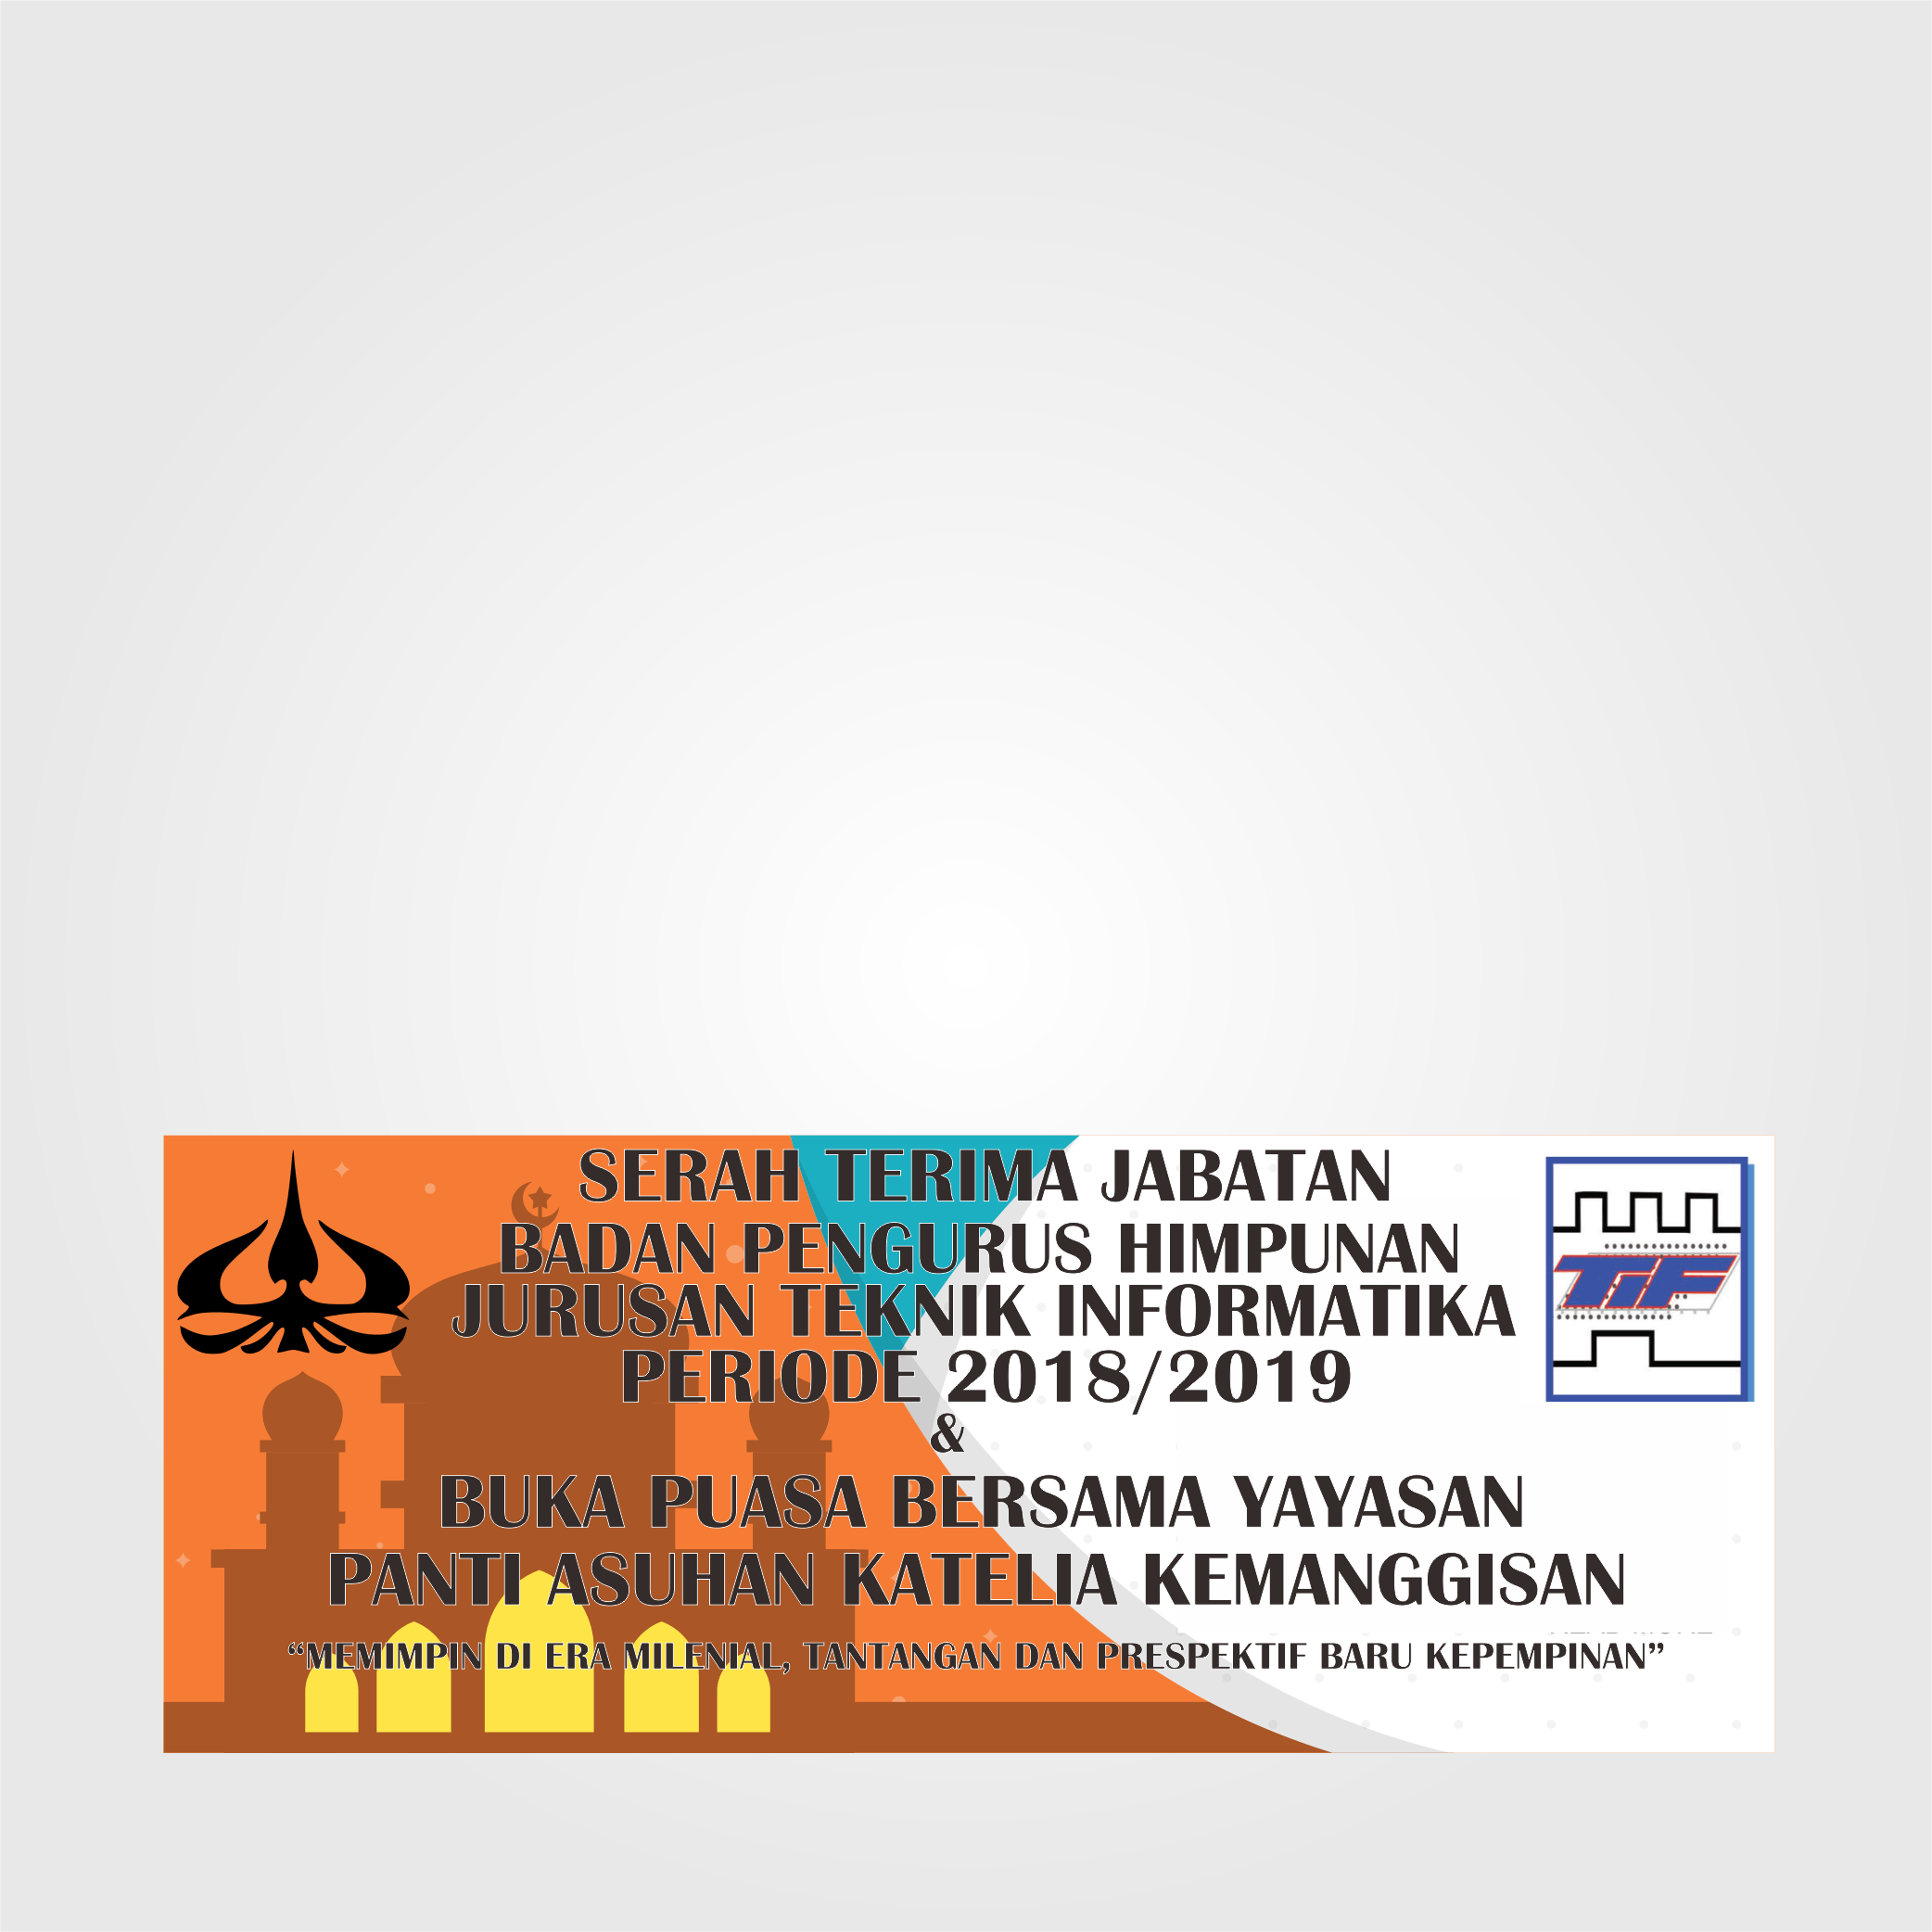 SERAH TERIMA JABATAN
BADAN PENGURUS HIMPUNAN
JURUSAN TEKNIK INFORMATIKA
PERIODE 2018/2019
&
BUKA PUASA BERSAMA YAYASAN
PANTI ASUHAN KATELIA KEMANGGISAN
“MEMIMPIN DI ERA MILENIAL, TANTANGAN DAN PRESPEKTIF BARU KEPEMPINAN”
TiF